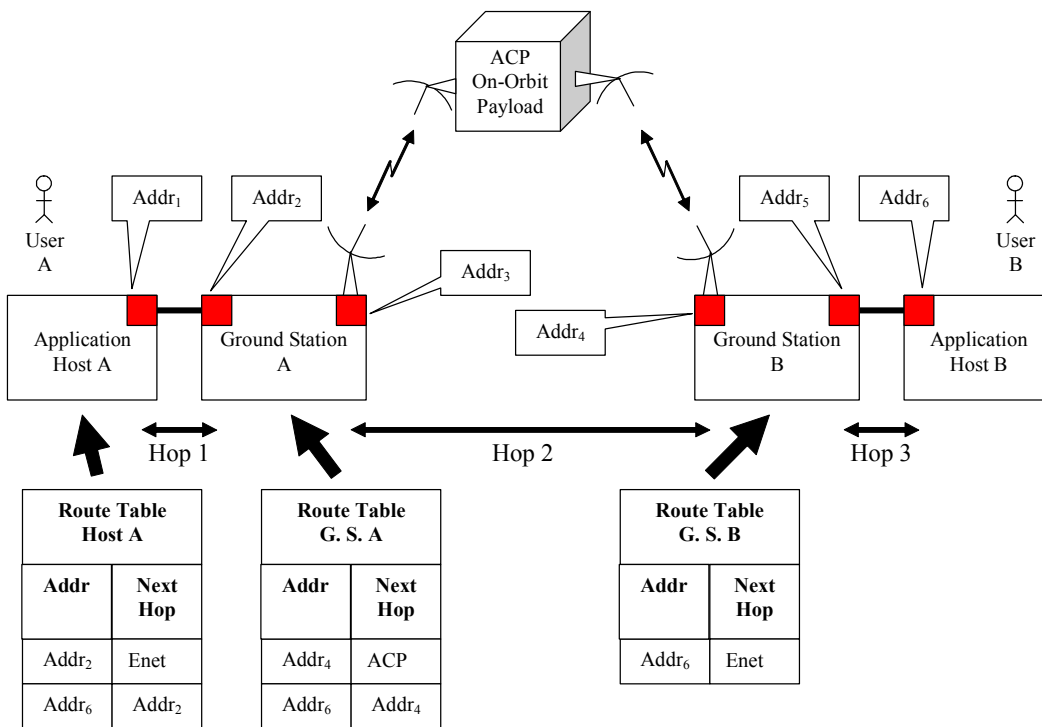 ACP
On-Orbit
Payload
User
A
Addr₁
Addr₂
Addr₃
Addr₄
Addr₅
Addr₆
User
B
Application
Host A
Ground Station
A
Ground Station
B
Application
Host B
Hop 1
Hop 2
Hop 3
Route Table
Host A
Addr Next
Hop
Addr₂ Enet
Addr₆ Addr₂
Route Table
G. S. A
Addr Next
Hop
Addr₄ ACP
Addr₆ Addr₄
Route Table
G. S. B
Addr Next
Hop
Addr₆ Enet